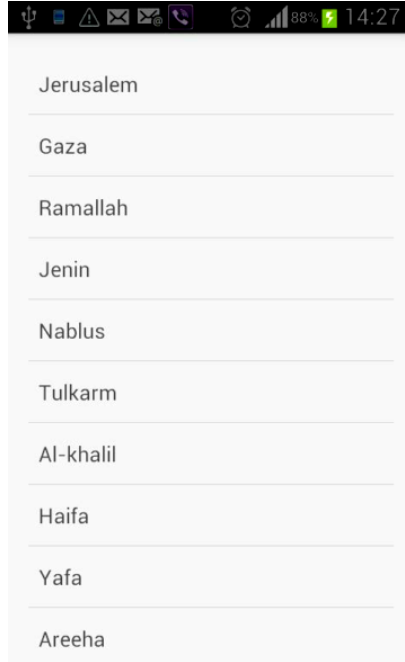 88% 14:27
Jerusalem
Gaza
Ramallah
Jenin
Nablus
Tulkarm
Al-khalil
Haifa
Yafa
Areeha